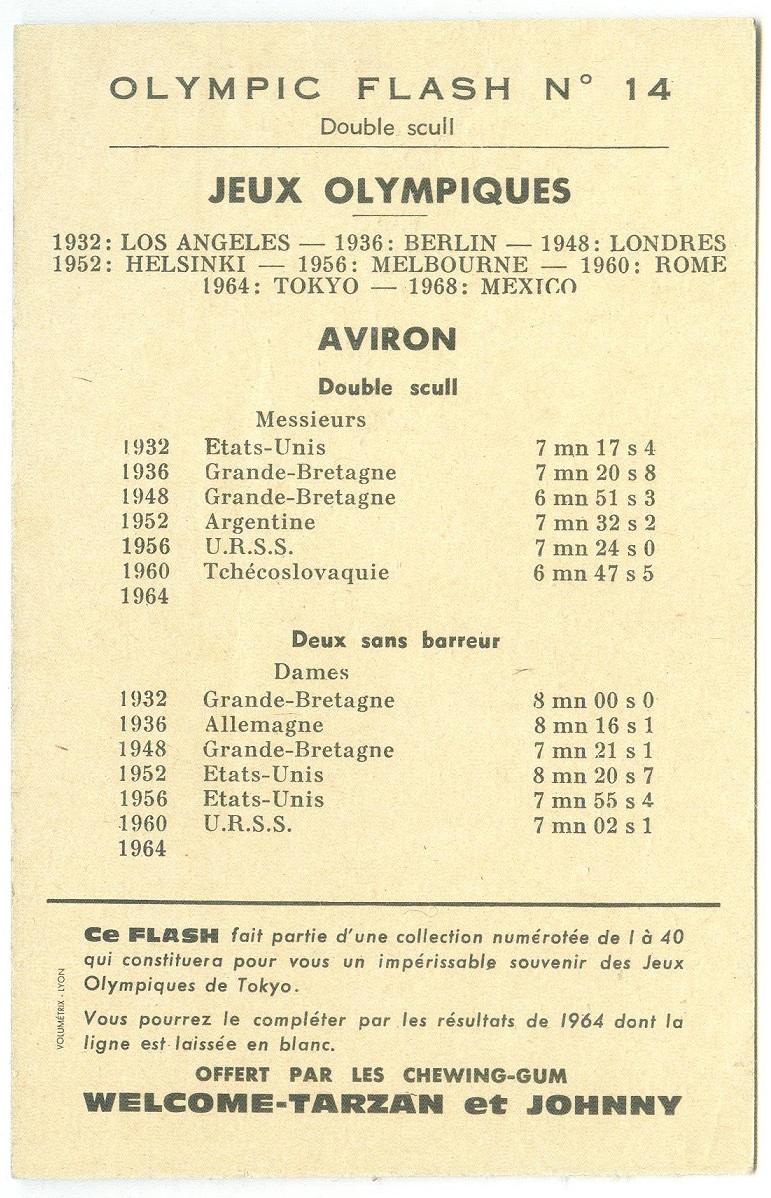 OLYMPIC FLASH N° 14
Double scull
JEUX OLYMPIQUES
1932: LOS ANGELES — 1936: BERLIN — 1948: LONDRES
1952: HELSINKI — 1956: MELBOURNE — 1960: ROME
1964: TOKYO — 1968: MEXICO
AVIRON
Double scull
Messieurs
1932 Etats-Unis 7 mn 17 s 4
1936 Grande-Bretagne 7 mn 20 s 8
1948 Grande-Bretagne 6 mn 51 s 3
1952 Argentine 7 mn 32 s 2
1956 U.R.S.S. 7 mn 24 s 0
1960 Tchécoslovaquie 6 mn 47 s 5
1964
Deux sans barreur
Dames
1932 Grande-Bretagne 8 mn 00 s 0
1936 Allemagne 8 mn 16 s 1
1948 Grande-Bretagne 7 mn 21 s 1
1952 Etats-Unis 8 mn 20 s 7
1956 Etats-Unis 7 mn 55 s 4
1960 U.R.S.S. 7 mn 02 s 1
1964
Ce FLASH fait partie d'une collection numérotée de 1 à 40
qui constituera pour vous un impérissable souvenir des Jeux
Olympiques de Tokyo.
Vous pourrez le compléter par les résultats de 1964 dont la
ligne est laissée en blanc.
OFFERT PAR LES CHEWING-GUM
WELCOME-TARZAN et JOHNNY
VOLUMÉTRIX - LYON